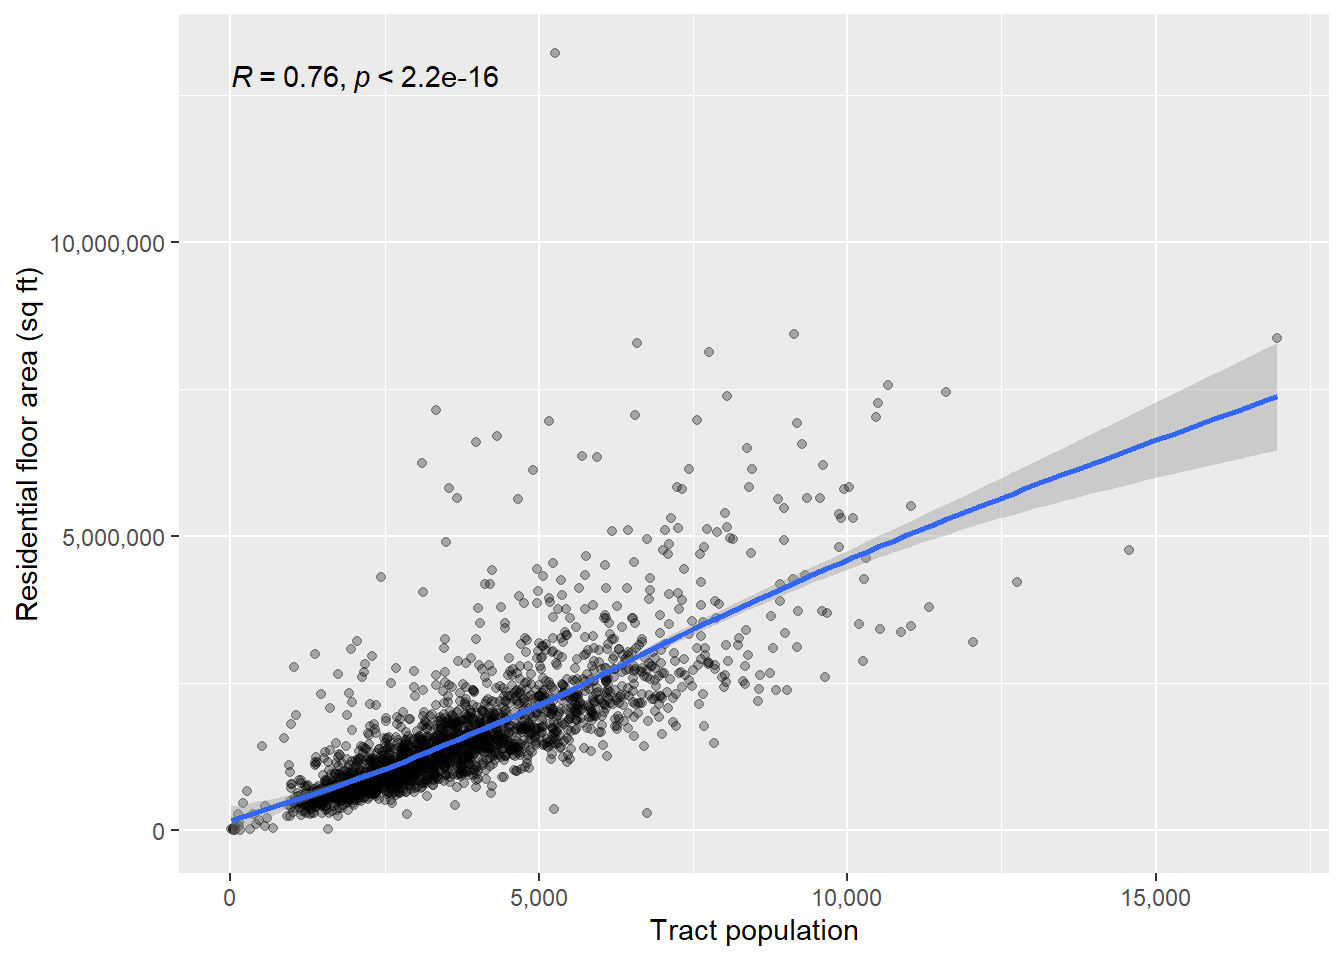 R = 0.76, p < 2.2e-16
10,000,000
5,000,000
0
Residential floor area (sq ft)
0
5,000
10,000
15,000
Tract population